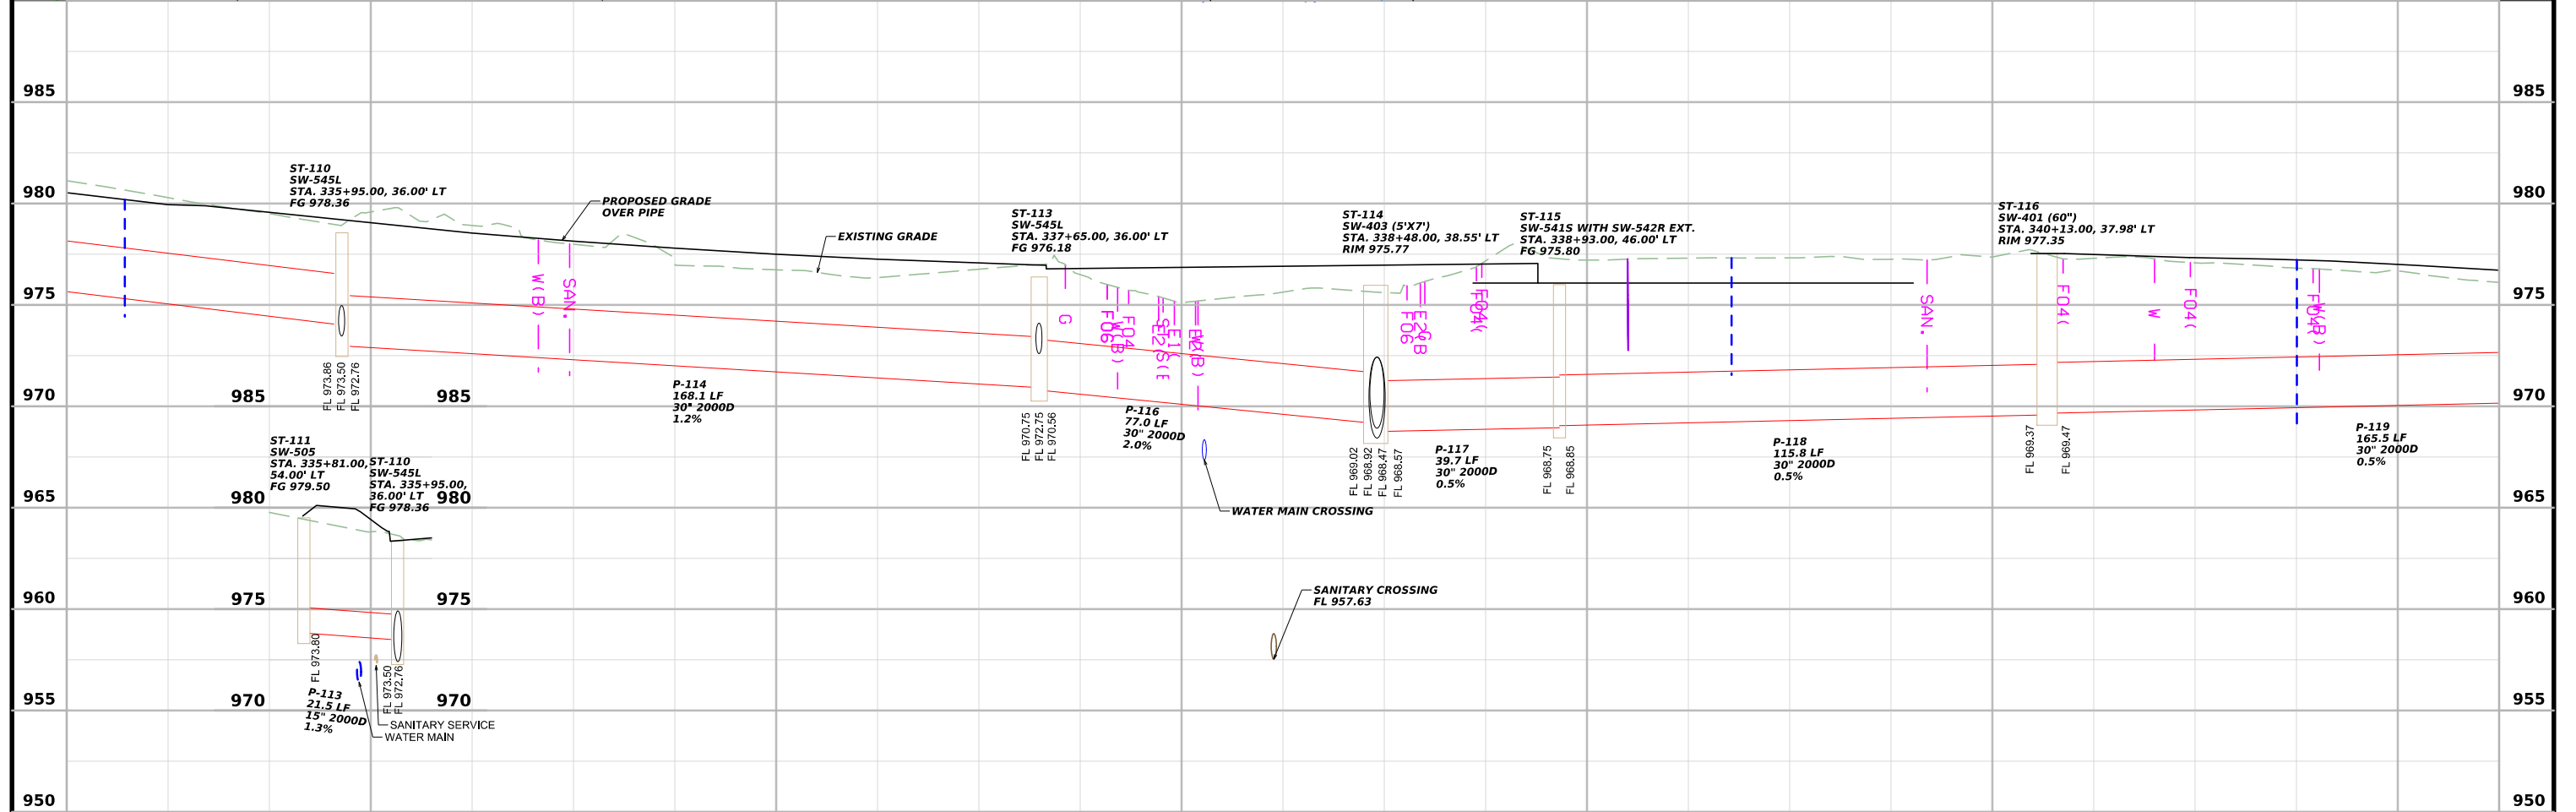 985
985
980
980
975
975
970
970
965
965
960
960
955
955
950
950
ST-110
SW-545L
STA. 335+95.00, 36.00' LT
FG 978.36
PROPOSED GRADE
OVER PIPE
EXISTING GRADE
ST-113
SW-545L
STA. 337+65.00, 36.00' LT
FG 976.18
ST-114
SW-403 (5'X7')
STA. 338+48.00, 38.55' LT
RIM 975.77
ST-115
SW-541S WITH SW-542R EXT.
STA. 338+93.00, 46.00' LT
FG 975.80
ST-116
SW-401 (60")
STA. 340+13.00, 37.98' LT
RIM 977.35
W(B)
SAN.
G
F06
W(B)
F04
E2(S(E
E1(
W(B)
F06
F04(
SAN.
F04(
W
F04(
F04(
W(B)
FL 973.86
FL 973.50
FL 972.76
P-114
168.1 LF
30" 2000D
1.2%
FL 970.75
FL 972.75
FL 970.56
P-116
77.0 LF
30" 2000D
2.0%
WATER MAIN CROSSING
FL 969.02
FL 968.92
FL 968.47
FL 968.57
P-117
39.7 LF
30" 2000D
0.5%
FL 968.75
FL 968.85
P-118
115.8 LF
30" 2000D
0.5%
FL 969.37
FL 969.47
P-119
165.5 LF
30" 2000D
0.5%
SANITARY CROSSING
FL 957.63
985
985
980
980
975
975
970
970
ST-111
SW-505
STA. 335+81.00,
54.00' LT
FG 979.50
ST-110
SW-545L
STA. 335+95.00,
36.00' LT
FG 978.36
FL 973.80
FL 973.50
FL 972.76
P-113
21.5 LF
15" 2000D
1.3%
SANITARY SERVICE
WATER MAIN